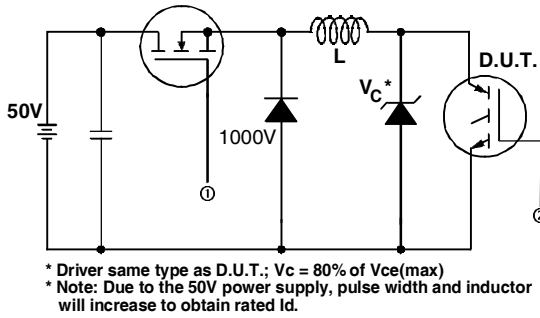 50V
①
1000V
L
V_C*
D.U.T.
②
* Driver same type as D.U.T.; Vc = 80% of Vce(max)
* Note: Due to the 50V power supply, pulse width and inductor
will increase to obtain rated Id.